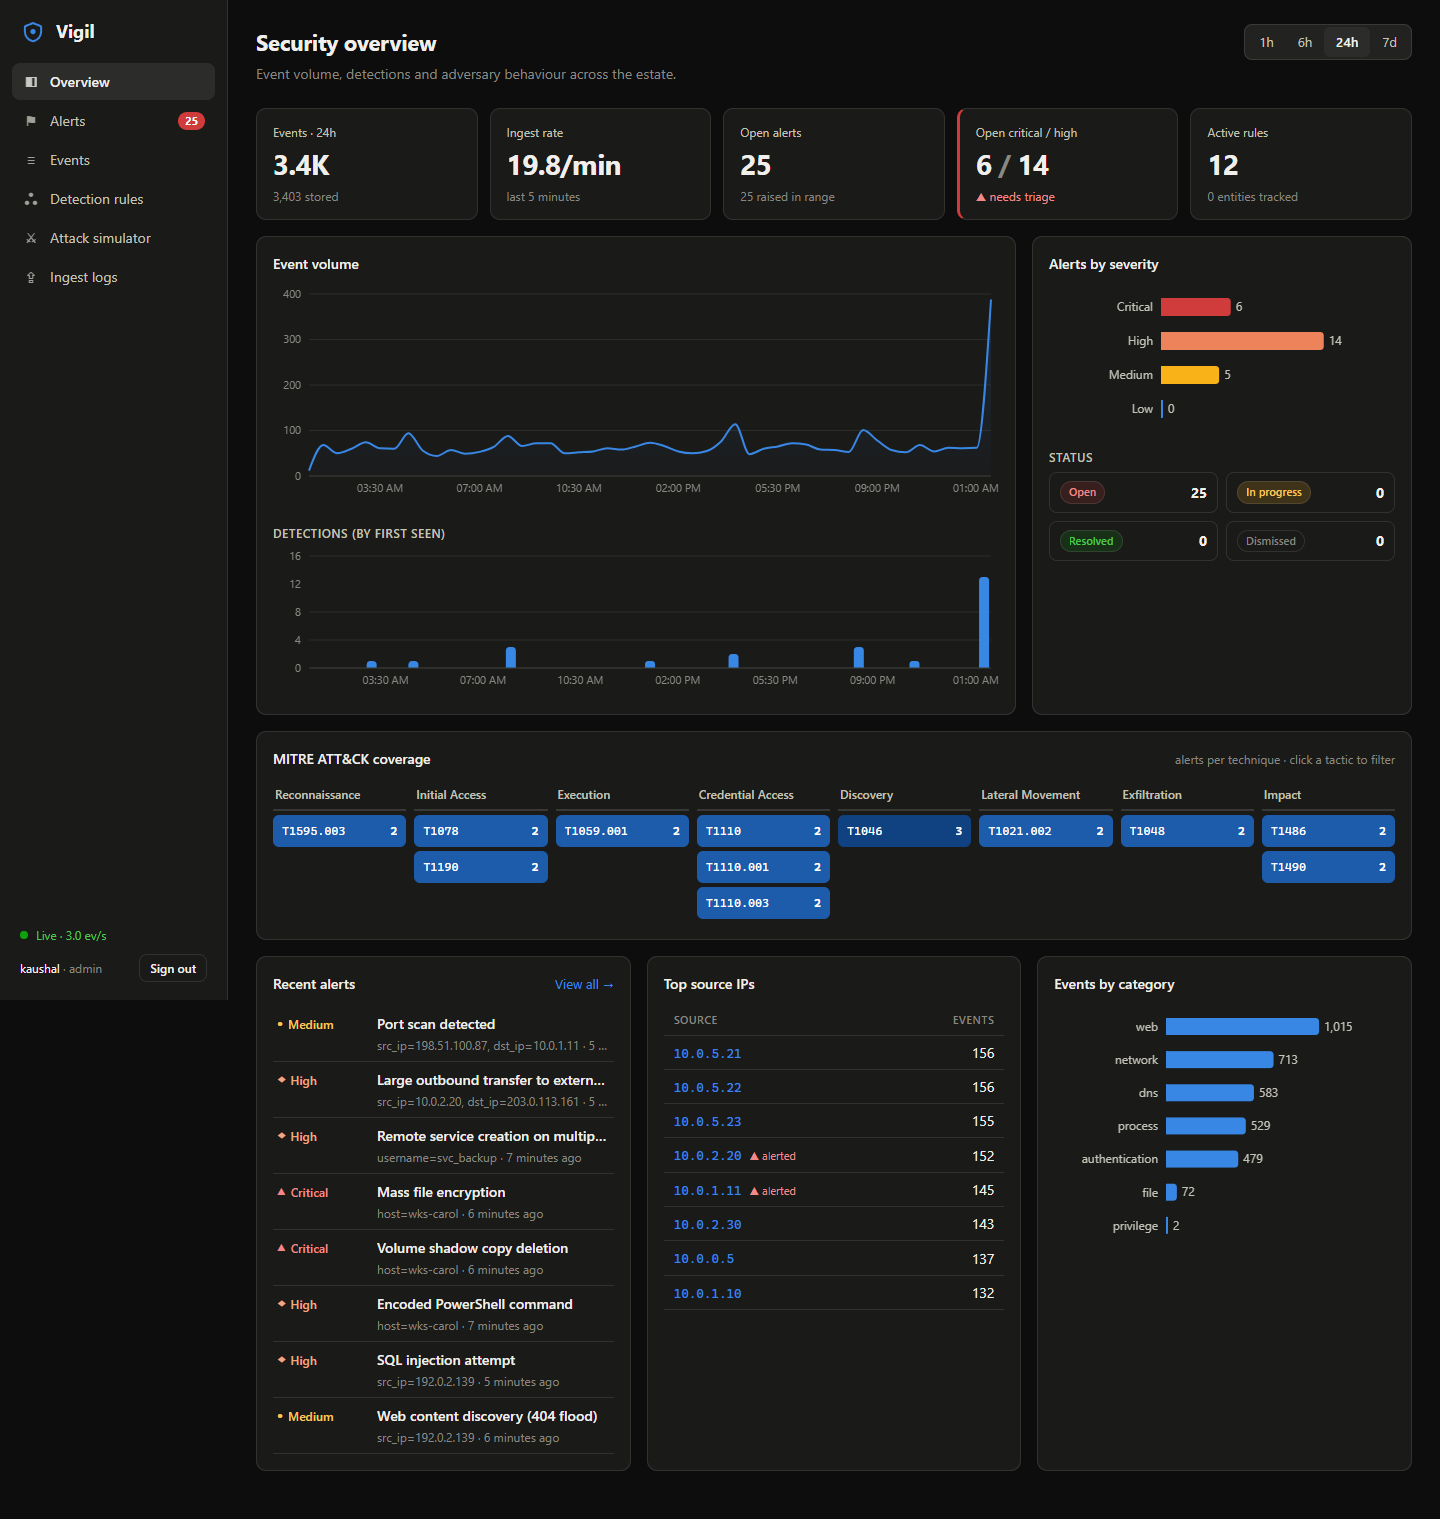 Vigil
Overview
Alerts 25
Events
Detection rules
Attack simulator
Ingest logs
Live · 3.0 ev/s
kaushal · admin Sign out
Security overview
Event volume, detections and adversary behaviour across the estate.
1h 6h 24h 7d
Events · 24h
3.4K
3,403 stored
Ingest rate
19.8/min
last 5 minutes
Open alerts
25
25 raised in range
Open critical / high
6 / 14
▲ needs triage
Active rules
12
0 entities tracked
Event volume
400
300
200
100
0
03:30 AM 07:00 AM 10:30 AM 02:00 PM 05:30 PM 09:00 PM 01:00 AM
DETECTIONS (BY FIRST SEEN)
16
12
8
4
0
03:30 AM 07:00 AM 10:30 AM 02:00 PM 05:30 PM 09:00 PM 01:00 AM
Alerts by severity
Critical 6
High 14
Medium 5
Low 0
STATUS
Open 25
In progress 0
Resolved 0
Dismissed 0
MITRE ATT&CK coverage
alerts per technique · click a tactic to filter
Reconnaissance Initial Access Execution Credential Access Discovery Lateral Movement Exfiltration Impact
T1595.003 2 T1078 2 T1059.001 2 T1110 2 T1046 3 T1021.002 2 T1048 2 T1486 2
T1190 2 T1110.001 2 T1490 2
T1110.003 2
Recent alerts View all →
Medium Port scan detected
src_ip=198.51.100.87, dst_ip=10.0.1.11 · 5 ...
High Large outbound transfer to extern...
src_ip=10.0.2.20, dst_ip=203.0.113.161 · 5 ...
High Remote service creation on multip...
username=svc_backup · 7 minutes ago
Critical Mass file encryption
host=wks-carol · 6 minutes ago
Critical Volume shadow copy deletion
host=wks-carol · 6 minutes ago
High Encoded PowerShell command
host=wks-carol · 7 minutes ago
High SQL injection attempt
src_ip=192.0.2.139 · 5 minutes ago
Medium Web content discovery (404 flood)
src_ip=192.0.2.139 · 6 minutes ago
Top source IPs
SOURCE EVENTS
10.0.5.21 156
10.0.5.22 156
10.0.5.23 155
10.0.2.20 ▲ alerted 152
10.0.1.11 ▲ alerted 145
10.0.2.30 143
10.0.0.5 137
10.0.1.10 132
Events by category
web 1,015
network 713
dns 583
process 529
authentication 479
file 72
privilege 2